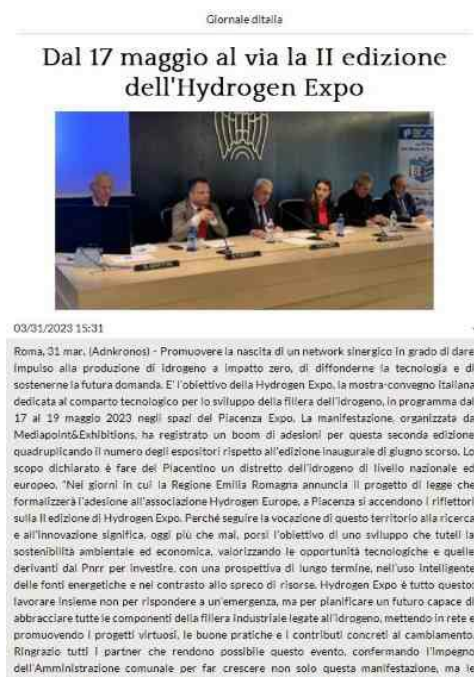 Giornale ditalia
Dal 17 maggio al via la II edizione
dell'Hydrogen Expo
03/31/2023 15:31
Roma, 31 mar. (Adnkronos) - Promuovere la nascita di un network sinergico in grado di dare
impulso alla produzione di idrogeno a impatto zero, di diffonderne la tecnologia e di
sostenerne la futura domanda. E' l'obiettivo della Hydrogen Expo, la mostra-convegno italiana
dedicata al comparto tecnologico per lo sviluppo della filiera dell'idrogeno, in programma dal
17 al 19 maggio 2023 negli spazi del Piacenza Expo. La manifestazione, organizzata da
Mediapoint&Exhibitions, ha registrato un boom di adesioni per questa seconda edizione
quadruplicando il numero degli espositori rispetto all'edizione inaugurale di giugno scorso. Lo
scopo dichiarato è fare del Piacentino un distretto dell'idrogeno di livello nazionale ed
europeo. "Nei giorni in cui la Regione Emilia Romagna annuncia il progetto di legge che
formalizzerà l'adesione all'associazione Hydrogen Europe, a Piacenza si accendono i riflettori
sulla II edizione di Hydrogen Expo. Perché seguire la vocazione di questo territorio alla ricerca
e all'innovazione significa, oggi più che mai, porsi l'obiettivo di uno sviluppo che tuteli la
sostenibilità ambientale ed economica, valorizzando le opportunità tecnologiche e quelle
derivanti dal Pnrr per investire, con una prospettiva di lungo termine, nell'uso intelligente
delle fonti energetiche e nel contrasto allo spreco di risorse. Hydrogen Expo è tutto questo:
lavorare insieme non per rispondere a un'emergenza, ma per pianificare un futuro capace di
abbracciare tutte le componenti della filiera industriale legate all'idrogeno, mettendo in rete e
promuovendo i progetti virtuosi, le buone pratiche e i contributi concreti al cambiamento.
Ringrazio tutti i partner che rendono possibile questo evento, confermando l'impegno
dell'Amministrazione comunale per far crescere non solo questa manifestazione, ma le